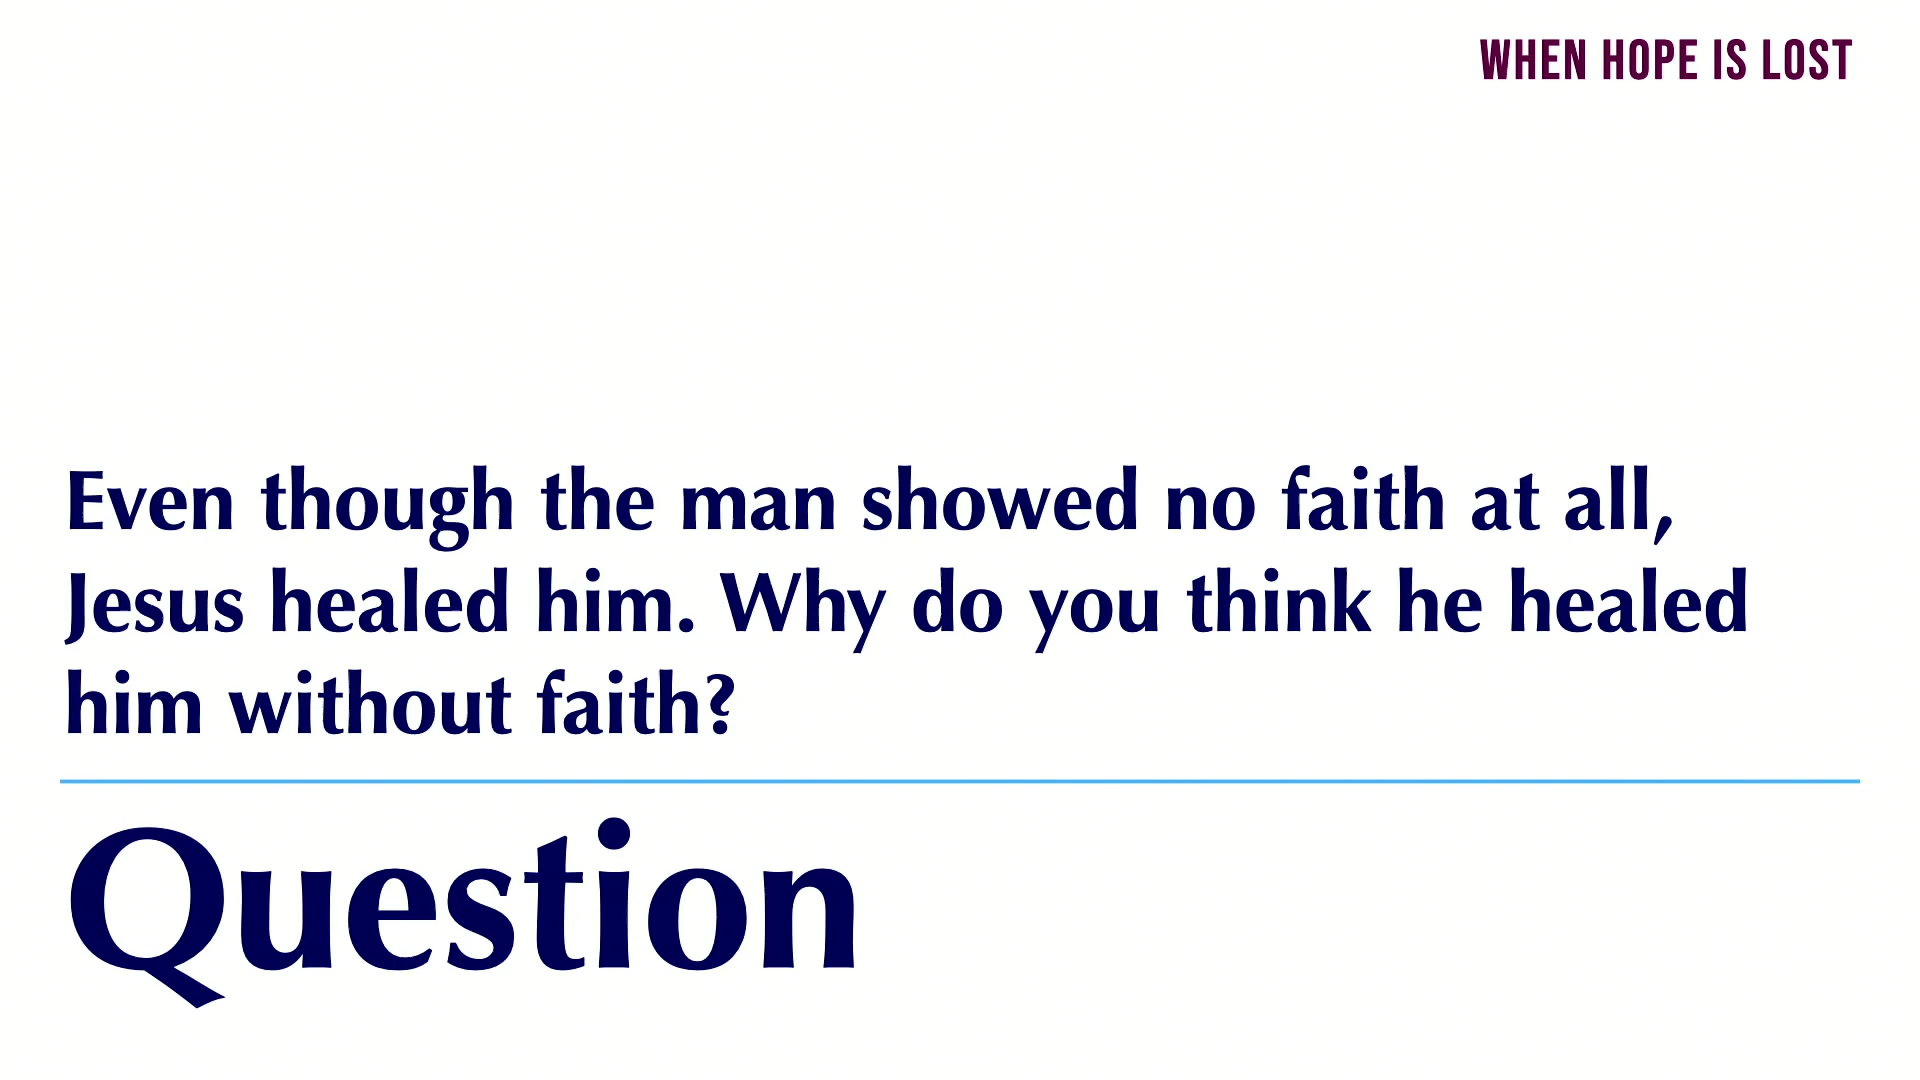 WHEN HOPE IS LOST
Even though the man showed no faith at all,
Jesus healed him. Why do you think he healed
him without faith?
Question